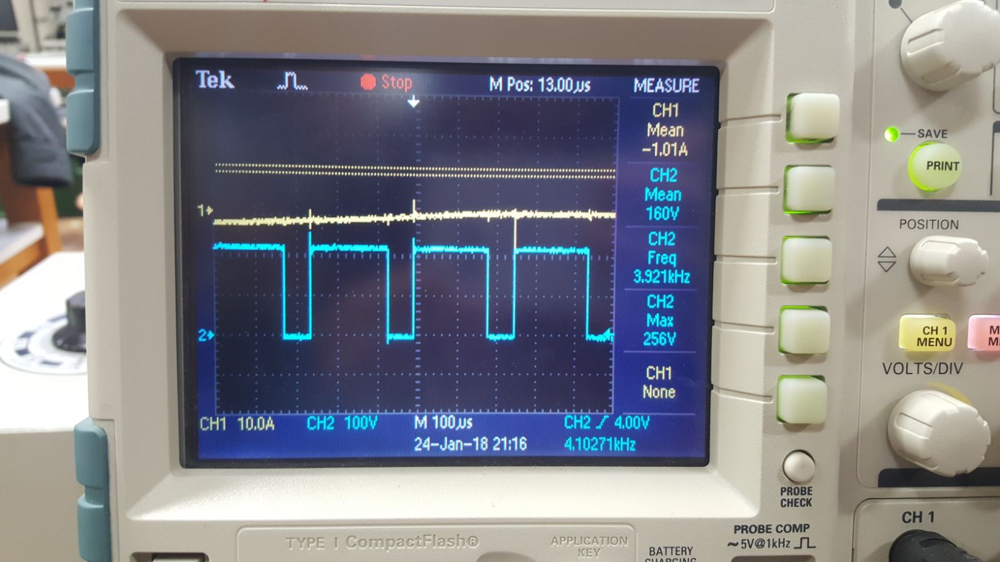 Tek
Stop
M Pos: 13.00µs
MEASURE
CH1
Mean
-1.01A
CH2
Mean
160V
CH2
Freq
3.921kHz
CH2
Max
256V
CH1
None
1
2
CH1 10.0A
CH2 100V
M 100µs
CH2 4.00V
24-Jan-18 21:16
4.10271kHz
SAVE
PRINT
POSITION
CH 1
MENU
VOLTS/DIV
PROBE
CHECK
PROBE COMP
~5V@1kHz
CH 1
TYPE I CompactFlash®
APPLICATION
KEY
BATTERY
CHARGING